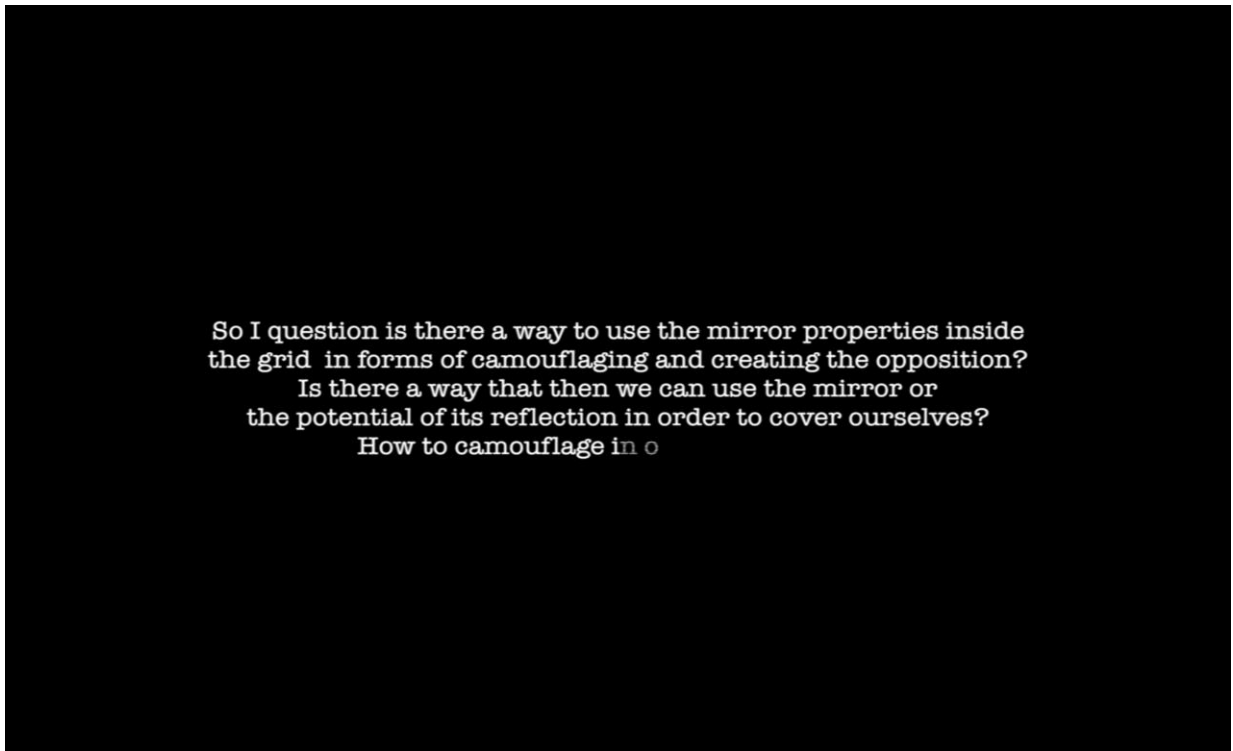 So I question is there a way to use the mirror properties inside
the grid  in forms of camouflaging and creating the opposition?
Is there a way that then we can use the mirror or
the potential of its reflection in order to cover ourselves?
How to camouflage in o